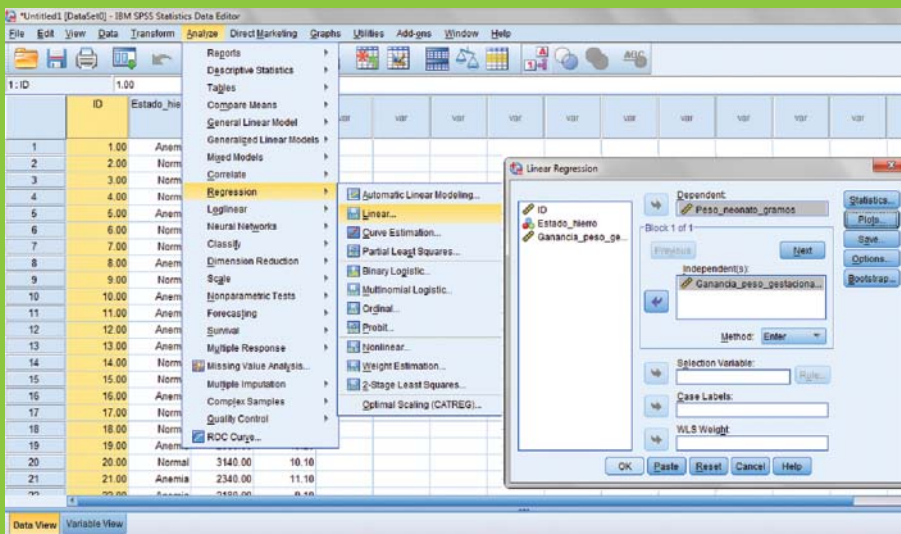 *Untitled1 [DataSet0] - IBM SPSS Statistics Data Editor
File Edit View Data Transform Analyze Direct Marketing Graphs Utilities Add-ons Window Help
1 : ID 1.00
ID Estado_hie var var var var var var var var
1 1.00 Anem
2 2.00 Norm
3 3.00 Norm
4 4.00 Norm
5 5.00 Anem
6 6.00 Norm
7 7.00 Norm
8 8.00 Anem
9 9.00 Norm
10 10.00 Anem
11 11.00 Anem
12 12.00 Anem
13 13.00 Anem
14 14.00 Norm
15 15.00 Norm
16 16.00 Anem
17 17.00 Norm
18 18.00 Norm
19 19.00 Anem
20 20.00 Normal 3140.00 10.10
21 21.00 Anemia 2340.00 11.10
Data View Variable View
Reports
Descriptive Statistics
Tables
Compare Means
General Linear Model
Generalized Linear Models
Mixed Models
Correlate
Regression
Loglinear
Neural Networks
Classify
Dimension Reduction
Scale
Nonparametric Tests
Forecasting
Survival
Multiple Response
Missing Value Analysis...
Multiple Imputation
Complex Samples
Quality Control
ROC Curve...
Automatic Linear Modeling...
Linear...
Curve Estimation...
Partial Least Squares...
Binary Logistic...
Multinomial Logistic...
Ordinal...
Probit...
Nonlinear...
Weight Estimation...
2-Stage Least Squares...
Optimal Scaling (CATREG)...
Linear Regression
ID
Estado_hierro
Ganancia_peso_ge...
Dependent:
Peso_neonato_gramos
Block 1 of 1
Previous Next
Independent(s):
Ganancia_peso_gestaciona...
Method: Enter
Selection Variable:
Rule...
Case Labels:
WLS Weight:
Statistics...
Plots...
Save...
Options...
Bootstrap...
OK Paste Reset Cancel Help